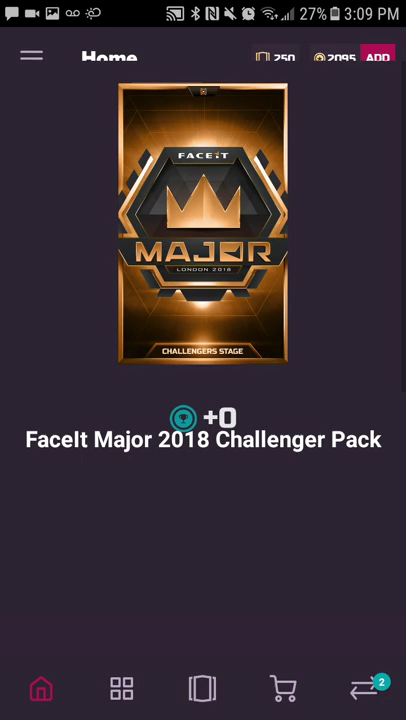 27% 3:09 PM
Home 250 2095 ADD
FACEIT
MAJOR
LONDON 2018
CHALLENGERS STAGE
+0
FaceIt Major 2018 Challenger Pack
2